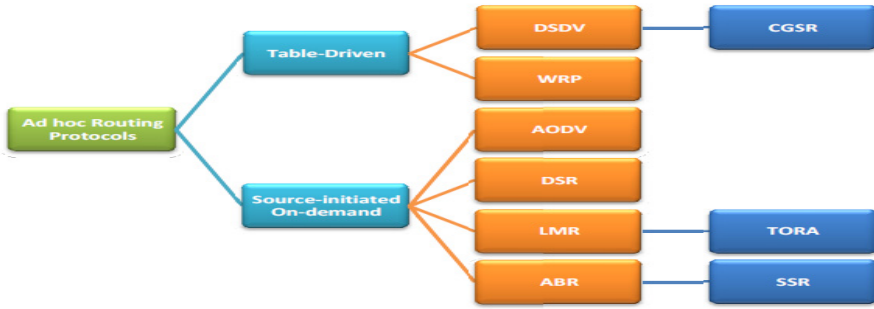 DSDV
CGSR
Table-Driven
WRP
Ad hoc Routing
Protocols
AODV
DSR
Source-initiated
On-demand
LMR
TORA
ABR
SSR